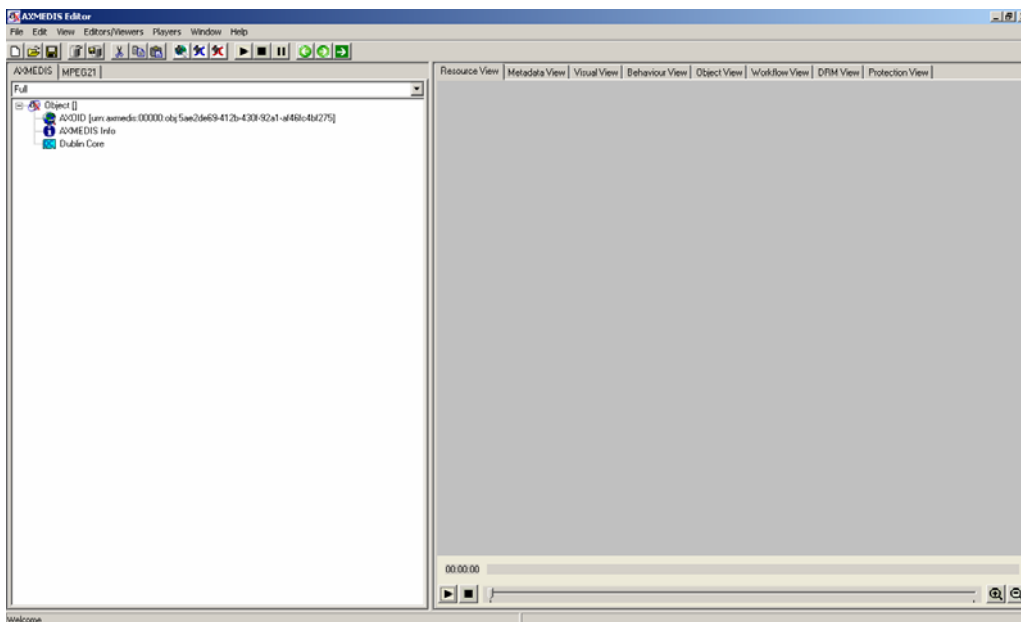 AXMEDIS Editor
File Edit View Editors/Viewers Players Window Help
AXMEDIS MPEG21
Resource View Metadata View Visual View Behaviour View Object View Workflow View DRM View Protection View
Full
Object []
AXOID [urn:axmedis:00000:obj:5ae2de69-412b-430f-92a1-af46fc4bf275]
AXMEDIS Info
Dublin Core
00:00:00
Welcome